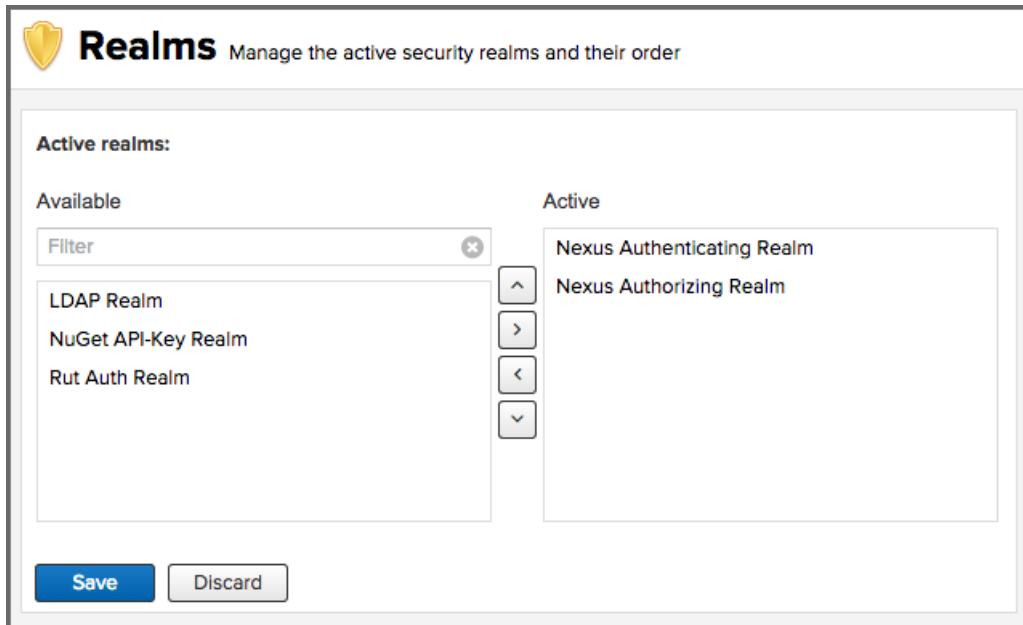 Realms Manage the active security realms and their order
Active realms:
Available
Active
Filter
Nexus Authenticating Realm
Nexus Authorizing Realm
LDAP Realm
NuGet API-Key Realm
Rut Auth Realm
Save
Discard